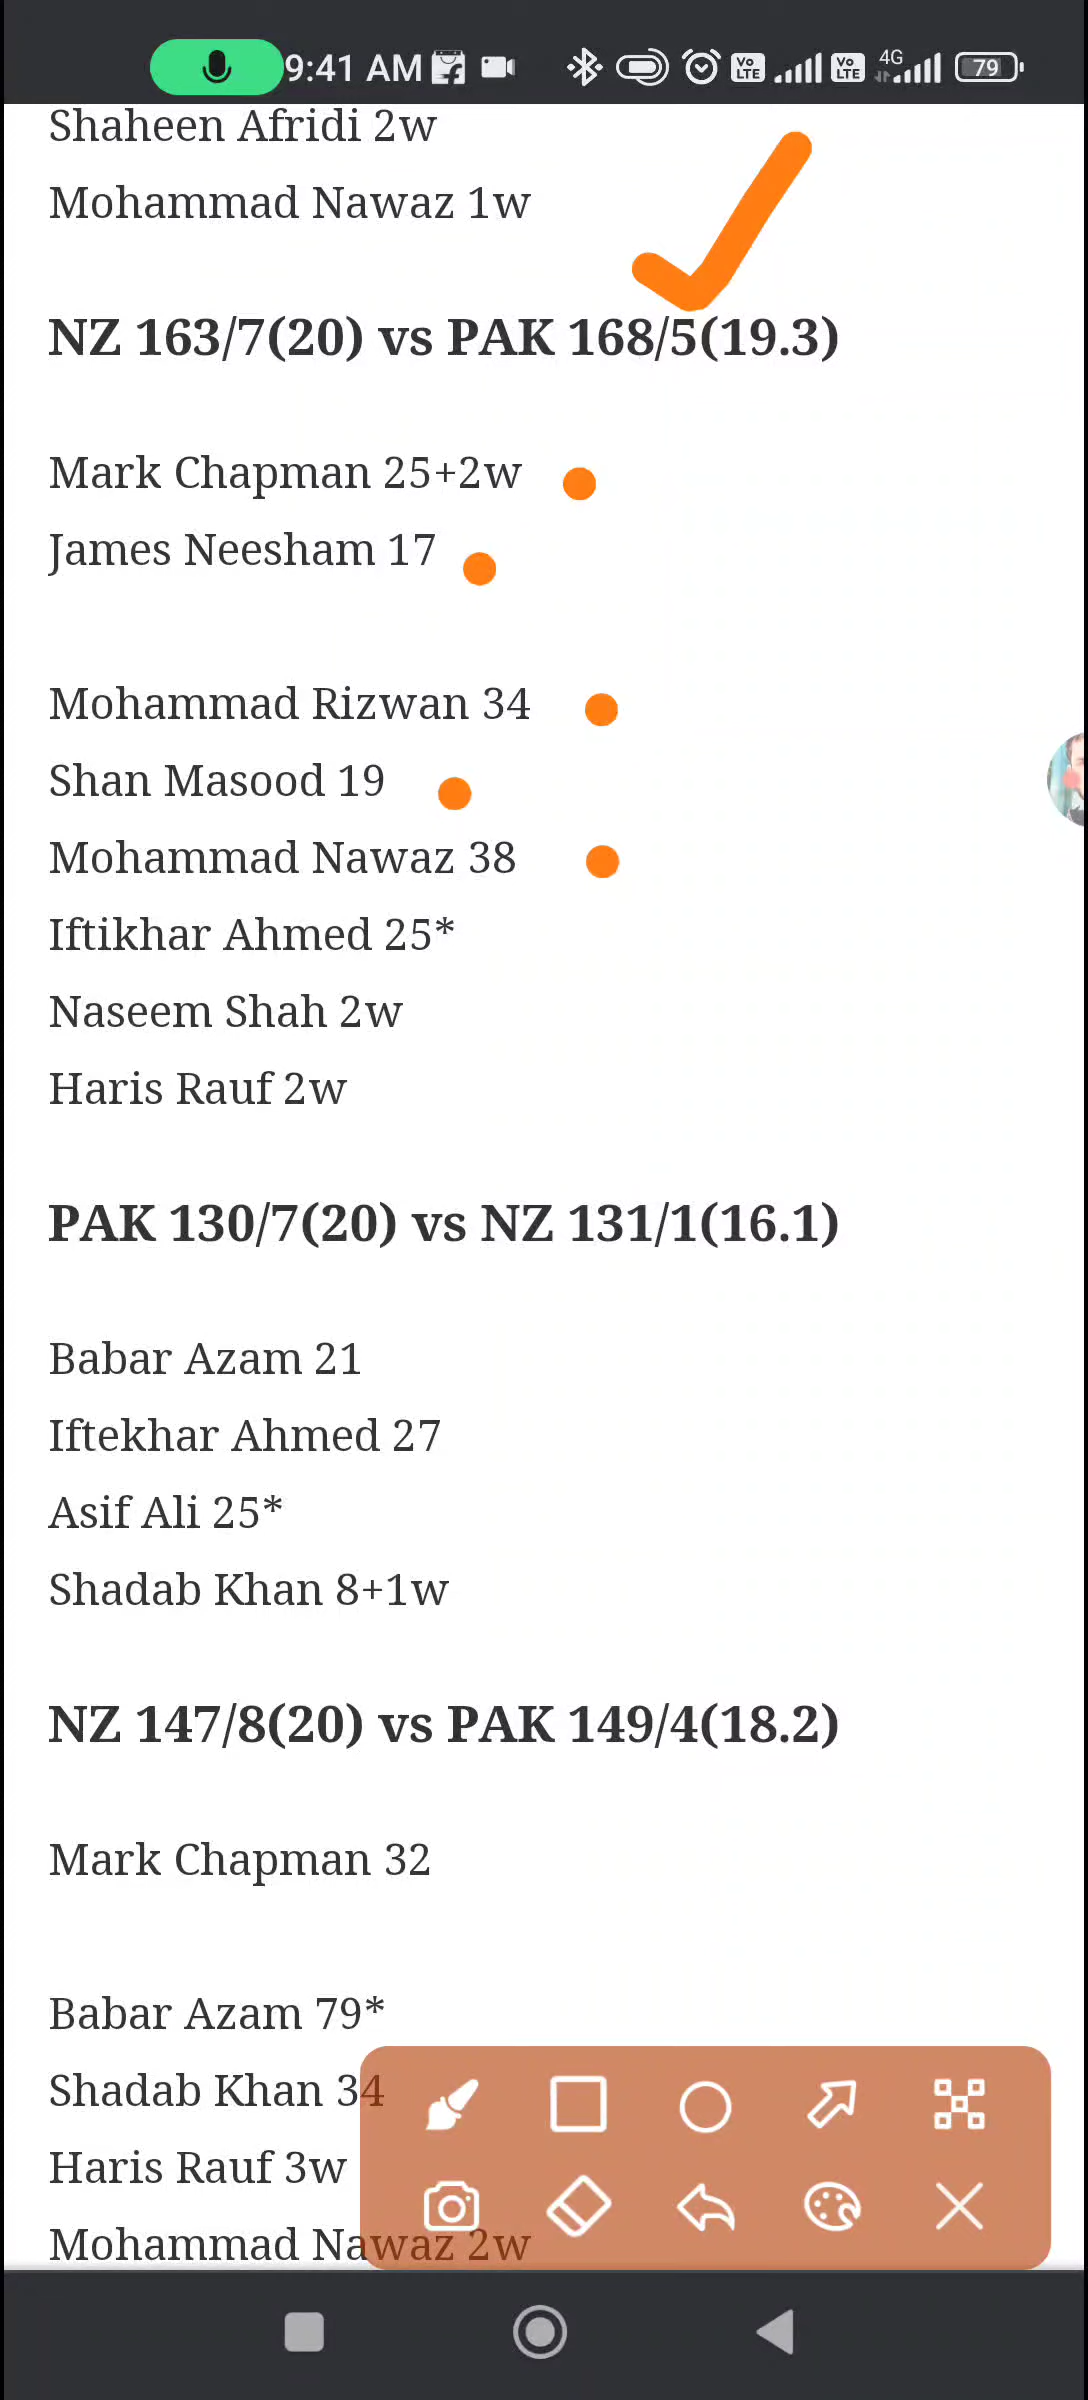 9:41 AM
Vo LTE
Vo LTE
4G
79
Shaheen Afridi 2w
Mohammad Nawaz 1w
NZ 163/7(20) vs PAK 168/5(19.3)
Mark Chapman 25+2w
James Neesham 17
Mohammad Rizwan 34
Shan Masood 19
Mohammad Nawaz 38
Iftikhar Ahmed 25*
Naseem Shah 2w
Haris Rauf 2w
PAK 130/7(20) vs NZ 131/1(16.1)
Babar Azam 21
Iftekhar Ahmed 27
Asif Ali 25*
Shadab Khan 8+1w
NZ 147/8(20) vs PAK 149/4(18.2)
Mark Chapman 32
Babar Azam 79*
Shadab Khan 34
Haris Rauf 3w
Mohammad Nawaz 2w